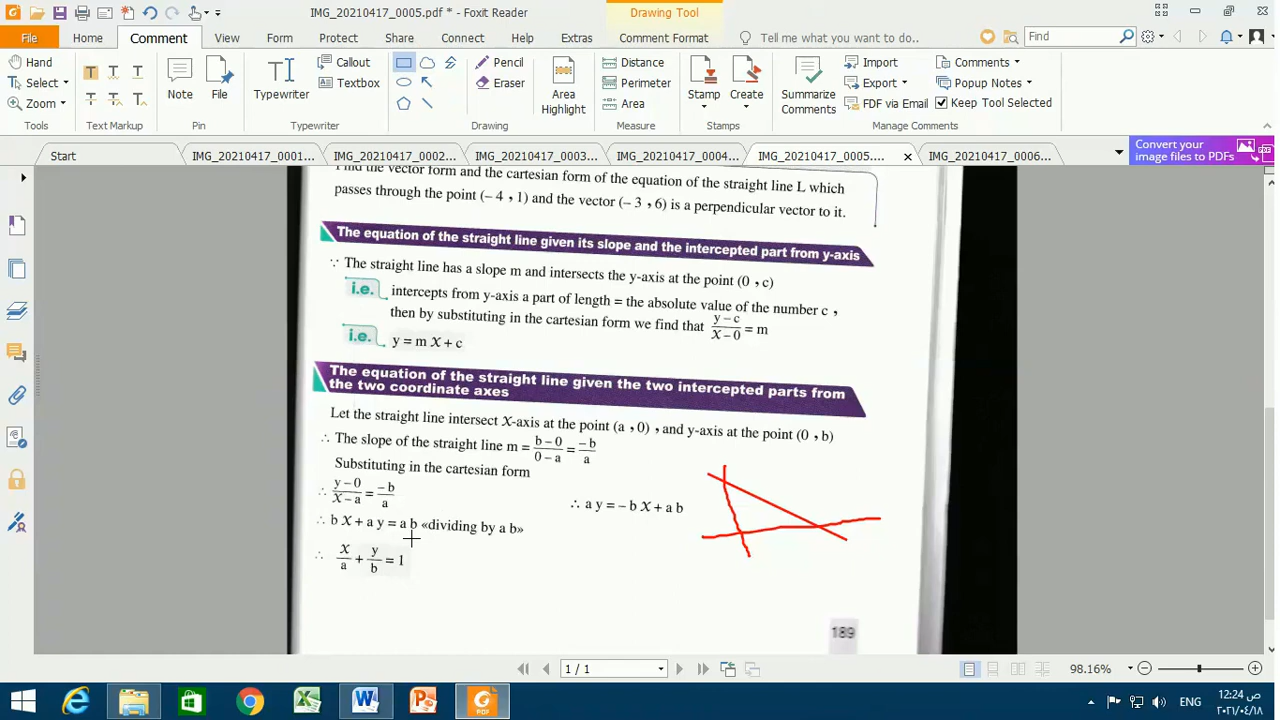 IMG_20210417_0005.pdf * - Foxit Reader
Drawing Tool
File
Home
Comment
View
Form
Protect
Share
Connect
Help
Extras
Comment Format
Tell me what you want to do...
Find
Hand
Select
Zoom
Tools
Text Markup
Note
File
Pin
Typewriter
Callout
Textbox
Typewriter
Pencil
Eraser
Drawing
Area Highlight
Distance
Perimeter
Area
Measure
Stamp
Create
Stamps
Summarize Comments
Import
Export
FDF via Email
Comments
Popup Notes
Keep Tool Selected
Manage Comments
Start
IMG_20210417_0001...
IMG_20210417_0002...
IMG_20210417_0003...
IMG_20210417_0004...
IMG_20210417_0005....
IMG_20210417_0006...
Convert your image files to PDFs
Find the vector form and the cartesian form of the equation of the straight line L which
passes through the point (– 4 , 1) and the vector (– 3 , 6) is a perpendicular vector to it.
The equation of the straight line given its slope and the intercepted part from y-axis
∵ The straight line has a slope m and intersects the y-axis at the point (0 , c)
i.e. intercepts from y-axis a part of length = the absolute value of the number c ,
then by substituting in the cartesian form we find that y – c / X – 0 = m
i.e. y = m X + c
The equation of the straight line given the two intercepted parts from
the two coordinate axes
Let the straight line intersect X-axis at the point (a , 0) , and y-axis at the point (0 , b)
∴ The slope of the straight line m = b – 0 / 0 – a = – b / a
Substituting in the cartesian form
∴ y – 0 / X – a = – b / a
∴ a y = – b X + a b
∴ b X + a y = a b «dividing by a b»
∴ X / a + y / b = 1
189
1 / 1
98.16%
ENG
12:24 ص
٢٠٢١/٠٤/١٨